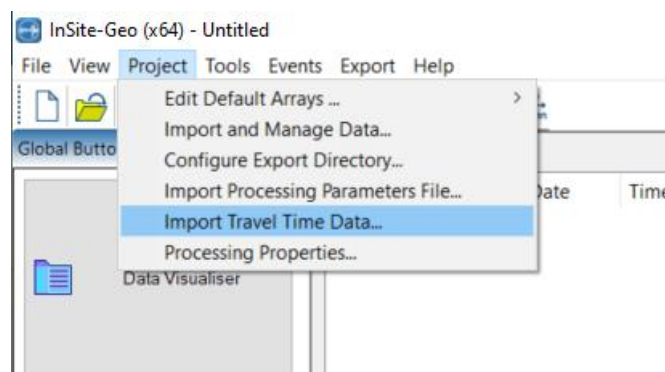 InSite-Geo (x64) - Untitled
File View Project Tools Events Export Help
Edit Default Arrays ...
Import and Manage Data...
Global Butto
Configure Export Directory...
Import Processing Parameters File...
Time
Import Travel Time Data...
Processing Properties...
Data Visualiser